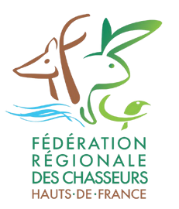 FÉDÉRATION
RÉGIONALE
DES CHASSEURS
HAUTS·DE·FRANCE